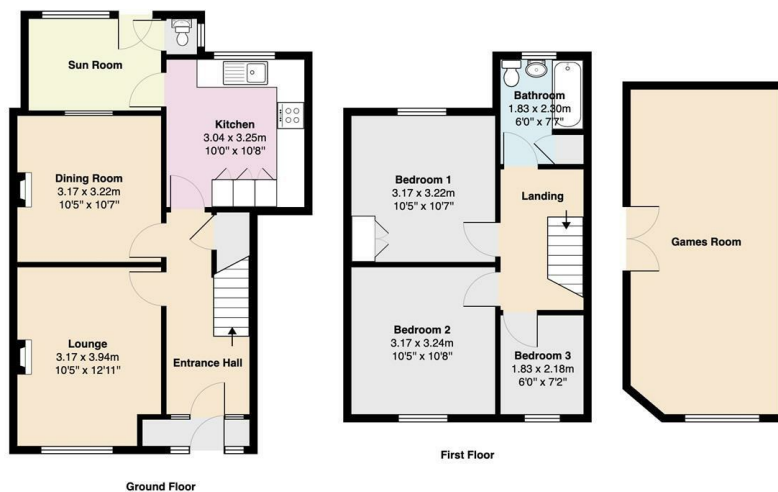 Sun Room
Kitchen
3.04 x 3.25m
10'0" x 10'8"
Dining Room
3.17 x 3.22m
10'5" x 10'7"
Lounge
3.17 x 3.94m
10'5" x 12'11"
Entrance Hall
Ground Floor
Bathroom
1.83 x 2.30m
6'0" x 7'7"
Bedroom 1
3.17 x 3.22m
10'5" x 10'7"
Landing
Bedroom 2
3.17 x 3.24m
10'5" x 10'8"
Bedroom 3
1.83 x 2.18m
6'0" x 7'2"
First Floor
Games Room